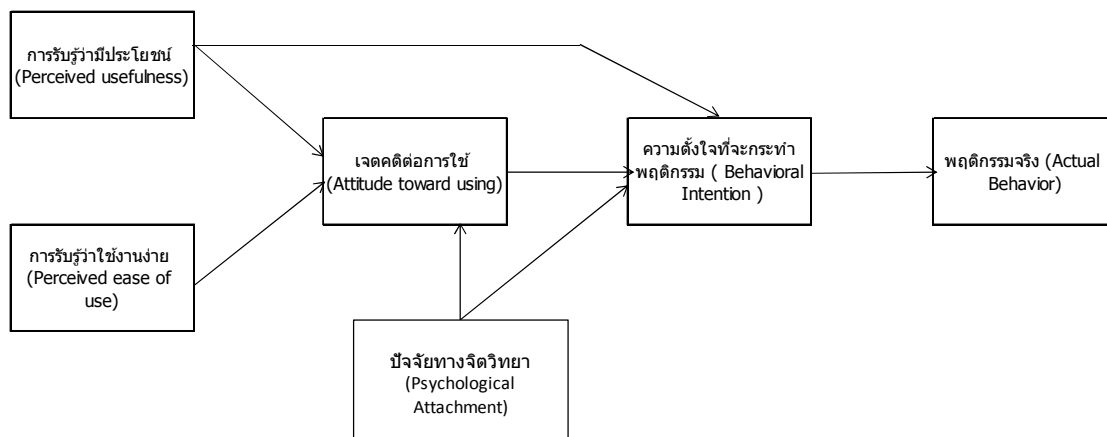 การรับรู้ว่ามีประโยชน์
(Perceived usefulness)
เจตคติต่อการใช้
(Attitude toward using)
ความตั้งใจที่จะกระทำ
พฤติกรรม ( Behavioral
Intention )
พฤติกรรมจริง (Actual
Behavior)
การรับรู้ว่าใช้งานง่าย
(Perceived ease of
use)
ปัจจัยทางจิตวิทยา
(Psychological
Attachment)